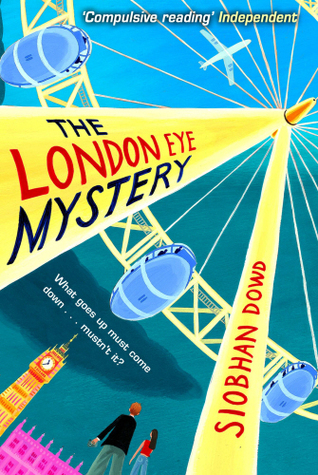 'Compulsive reading' Independent
THE
LONDON EYE
MYSTERY
What goes up must come
down . . . mustn't it?
SIOBHAN DOWD